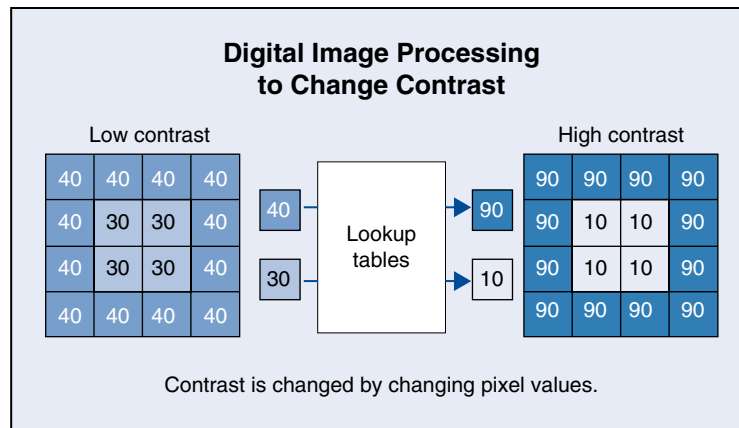 Digital Image Processing
to Change Contrast
Low contrast
High contrast
40 40 40 40
40 30 30 40
40 30 30 40
40 40 40 40
40
30
Lookup
tables
90
10
90 90 90 90
90 10 10 90
90 10 10 90
90 90 90 90
Contrast is changed by changing pixel values.